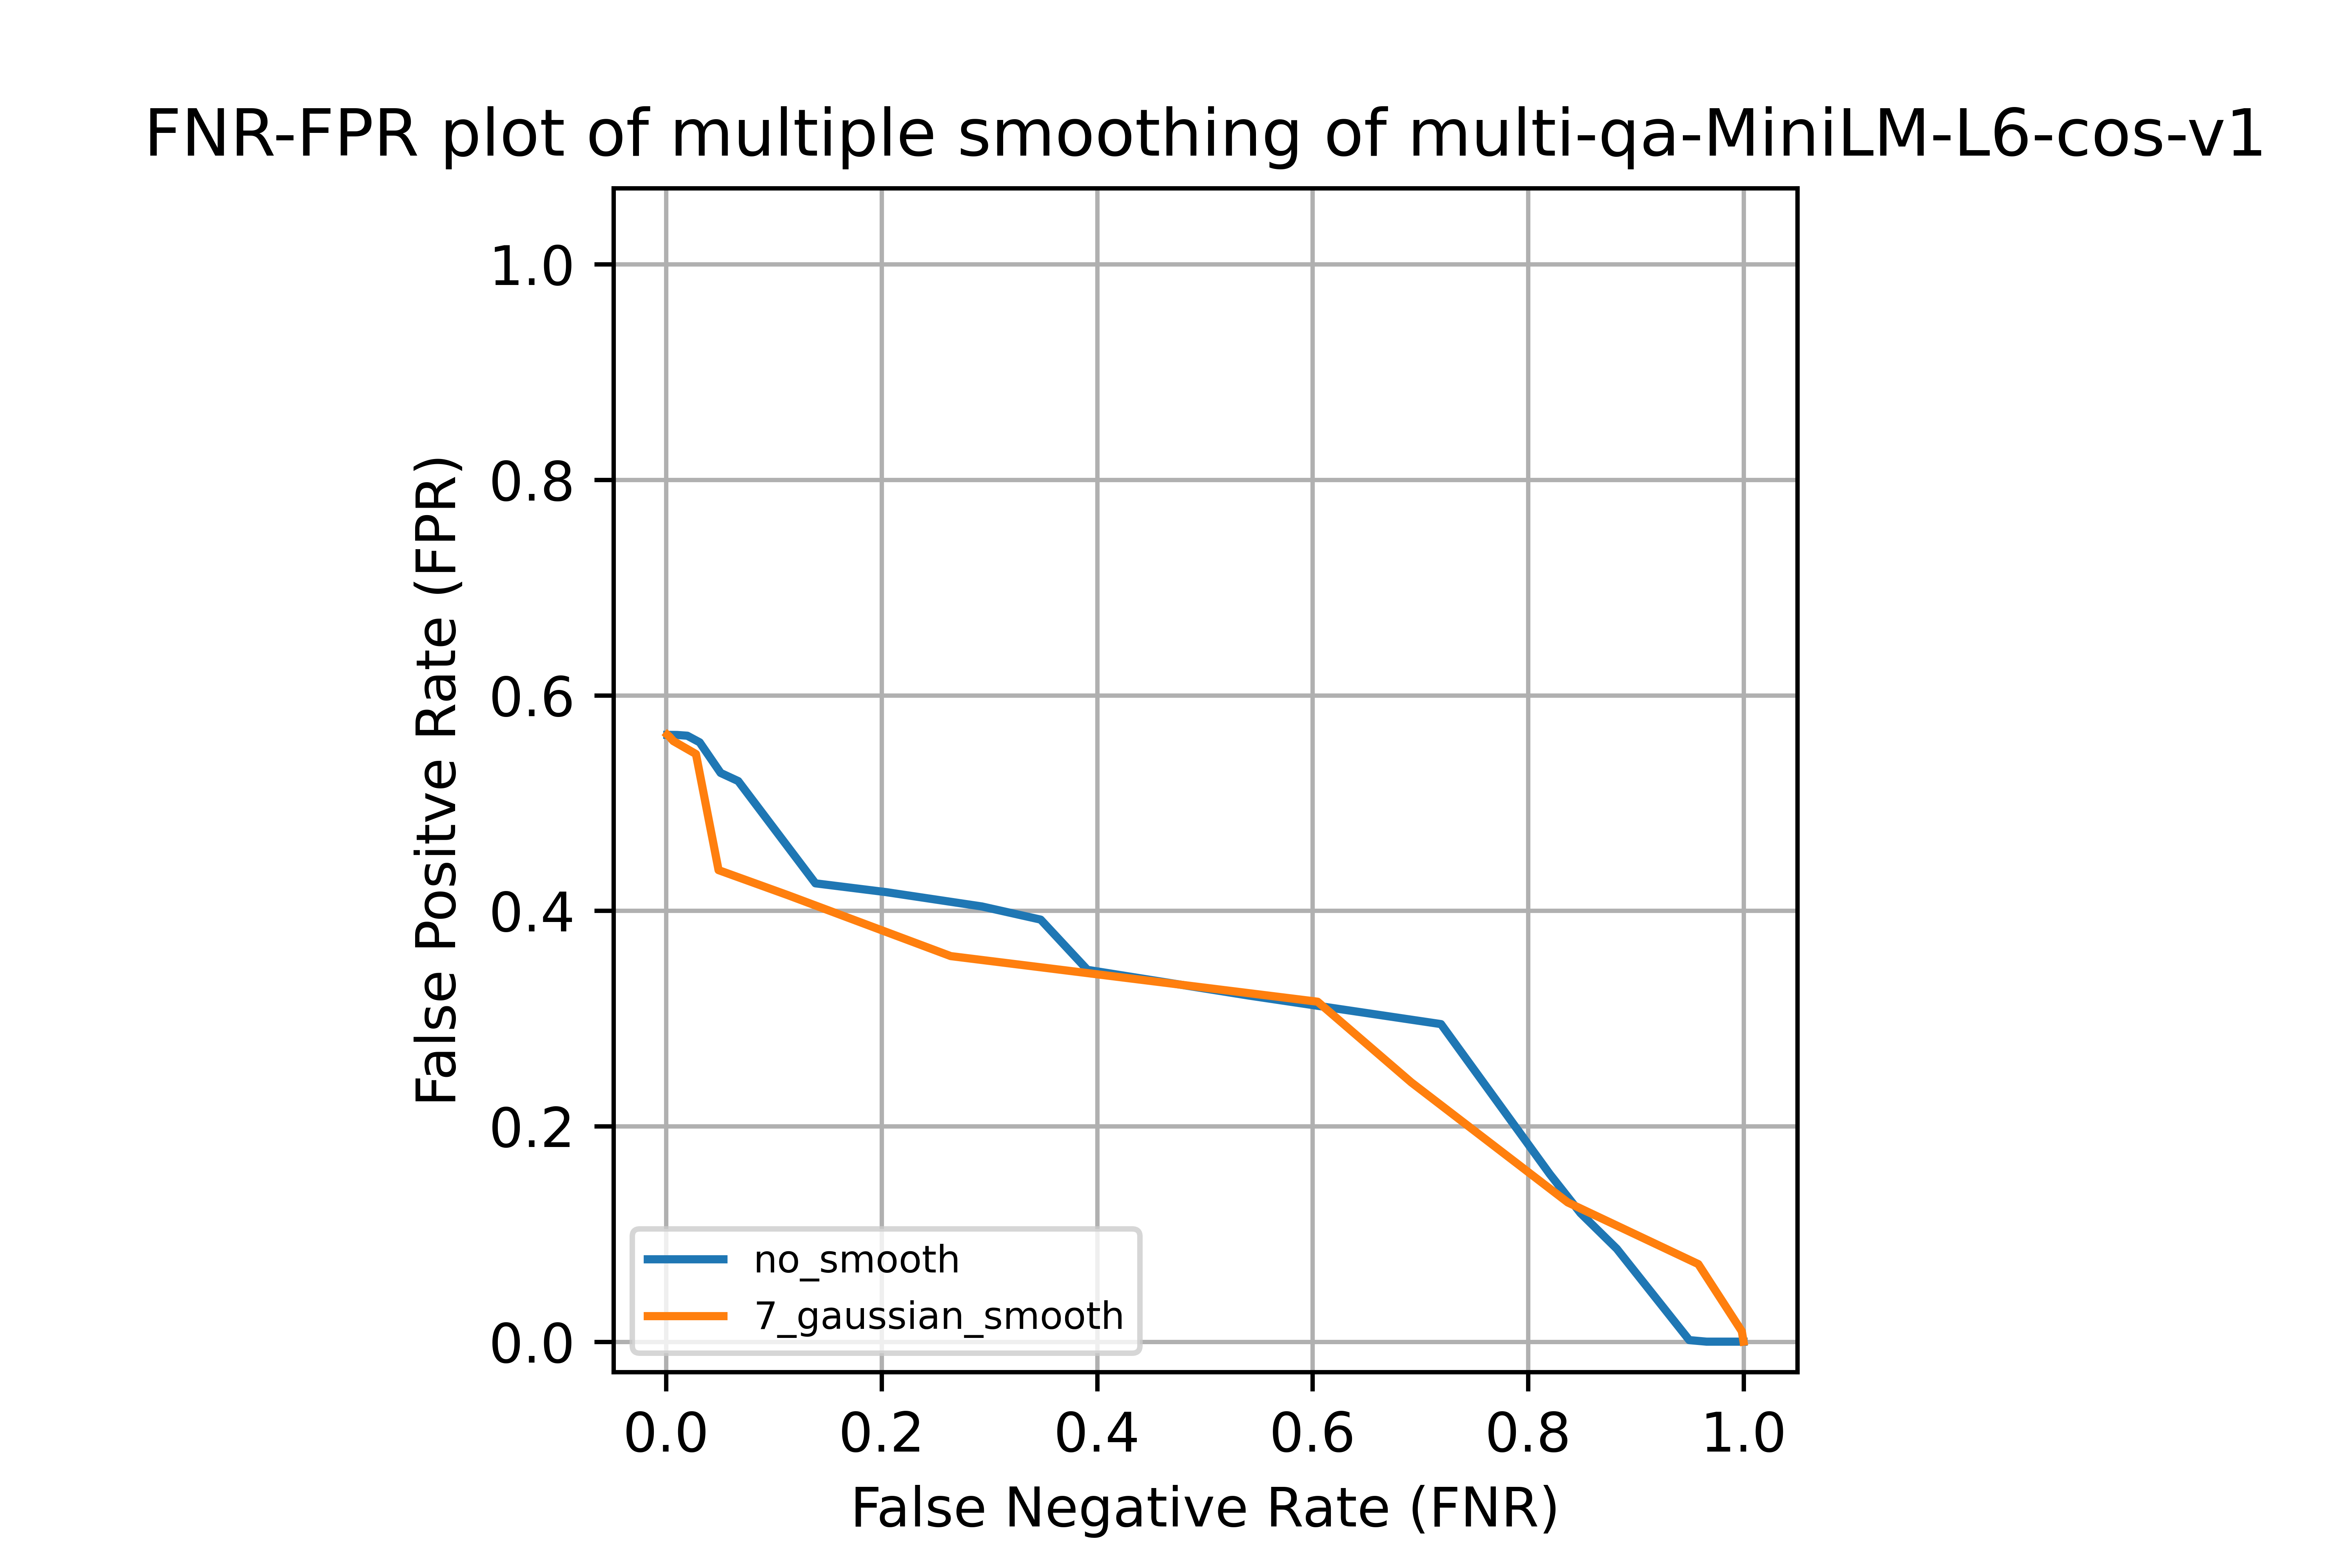 FNR-FPR plot of multiple smoothing of multi-qa-MiniLM-L6-cos-v1
False Positve Rate (FPR)
1.0
0.8
0.6
0.4
0.2
0.0
no_smooth
7_gaussian_smooth
0.0 0.2 0.4 0.6 0.8 1.0
False Negative Rate (FNR)